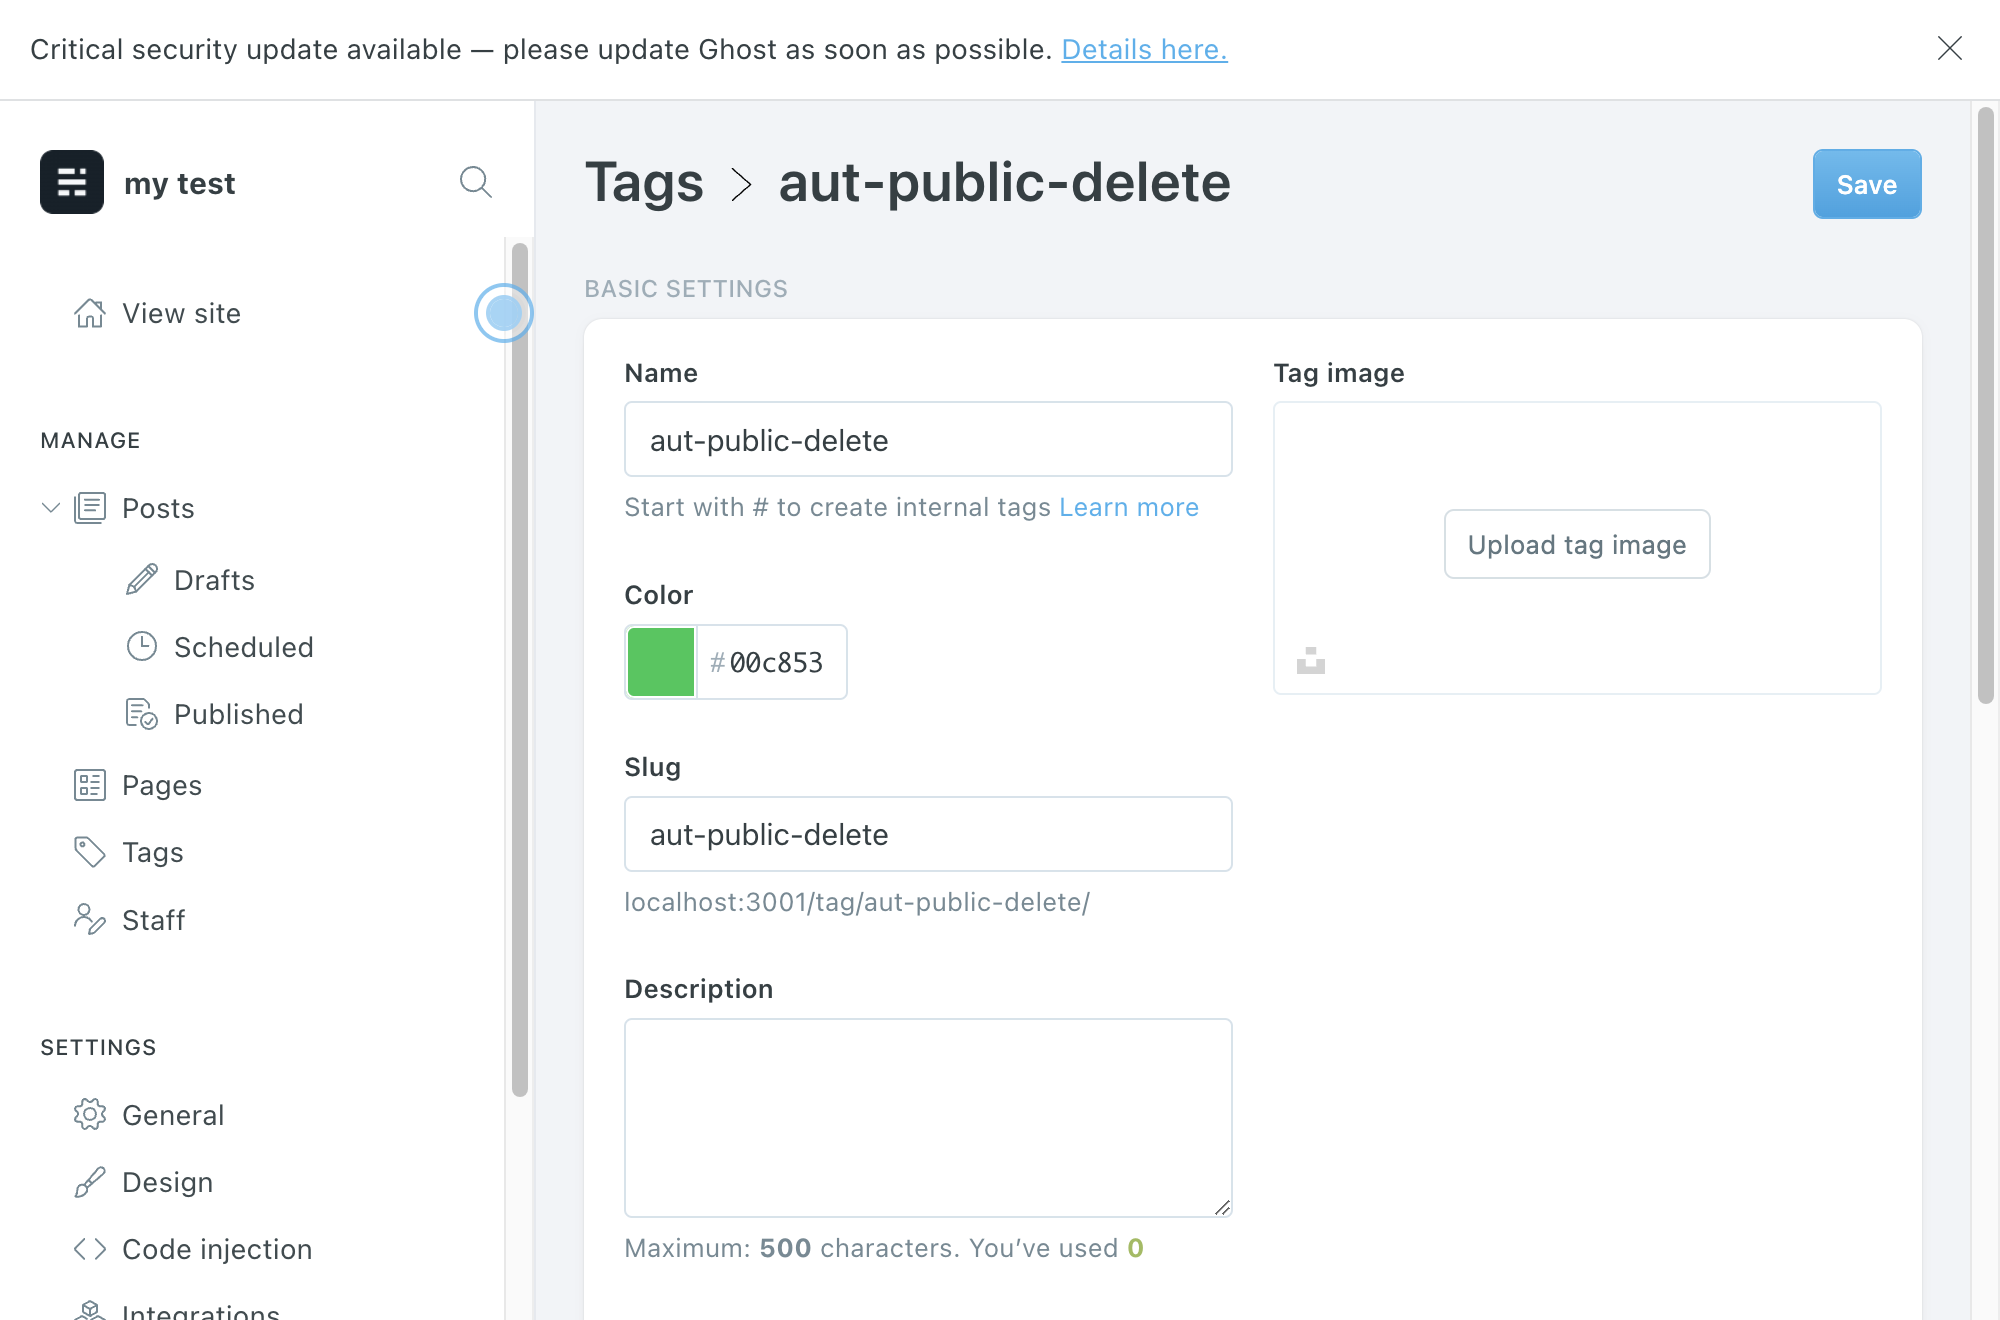 Critical security update available — please update Ghost as soon as possible. Details here.
my test
View site
MANAGE
Posts
Drafts
Scheduled
Published
Pages
Tags
Staff
SETTINGS
General
Design
Code injection
Integrations
Tags > aut-public-delete
Save
BASIC SETTINGS
Name
aut-public-delete
Start with # to create internal tags Learn more
Color
#00c853
Slug
aut-public-delete
localhost:3001/tag/aut-public-delete/
Description
Maximum: 500 characters. You’ve used 0
Tag image
Upload tag image